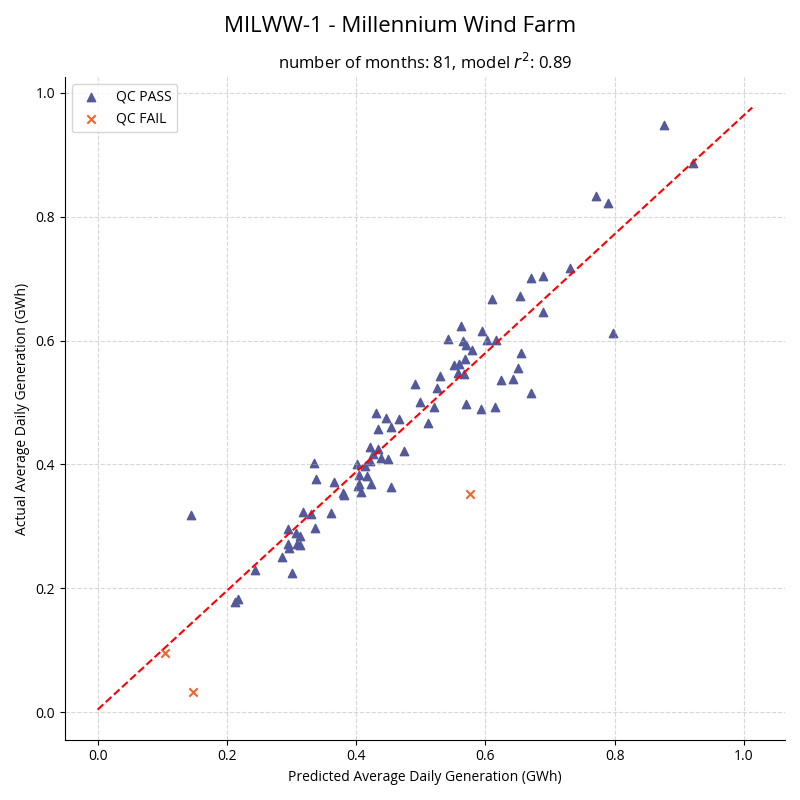 MILWW-1 - Millennium Wind Farm
number of months: 81, model r²: 0.89
QC PASS
QC FAIL
Actual Average Daily Generation (GWh)
1.0
0.8
0.6
0.4
0.2
0.0
0.0 0.2 0.4 0.6 0.8 1.0
Predicted Average Daily Generation (GWh)